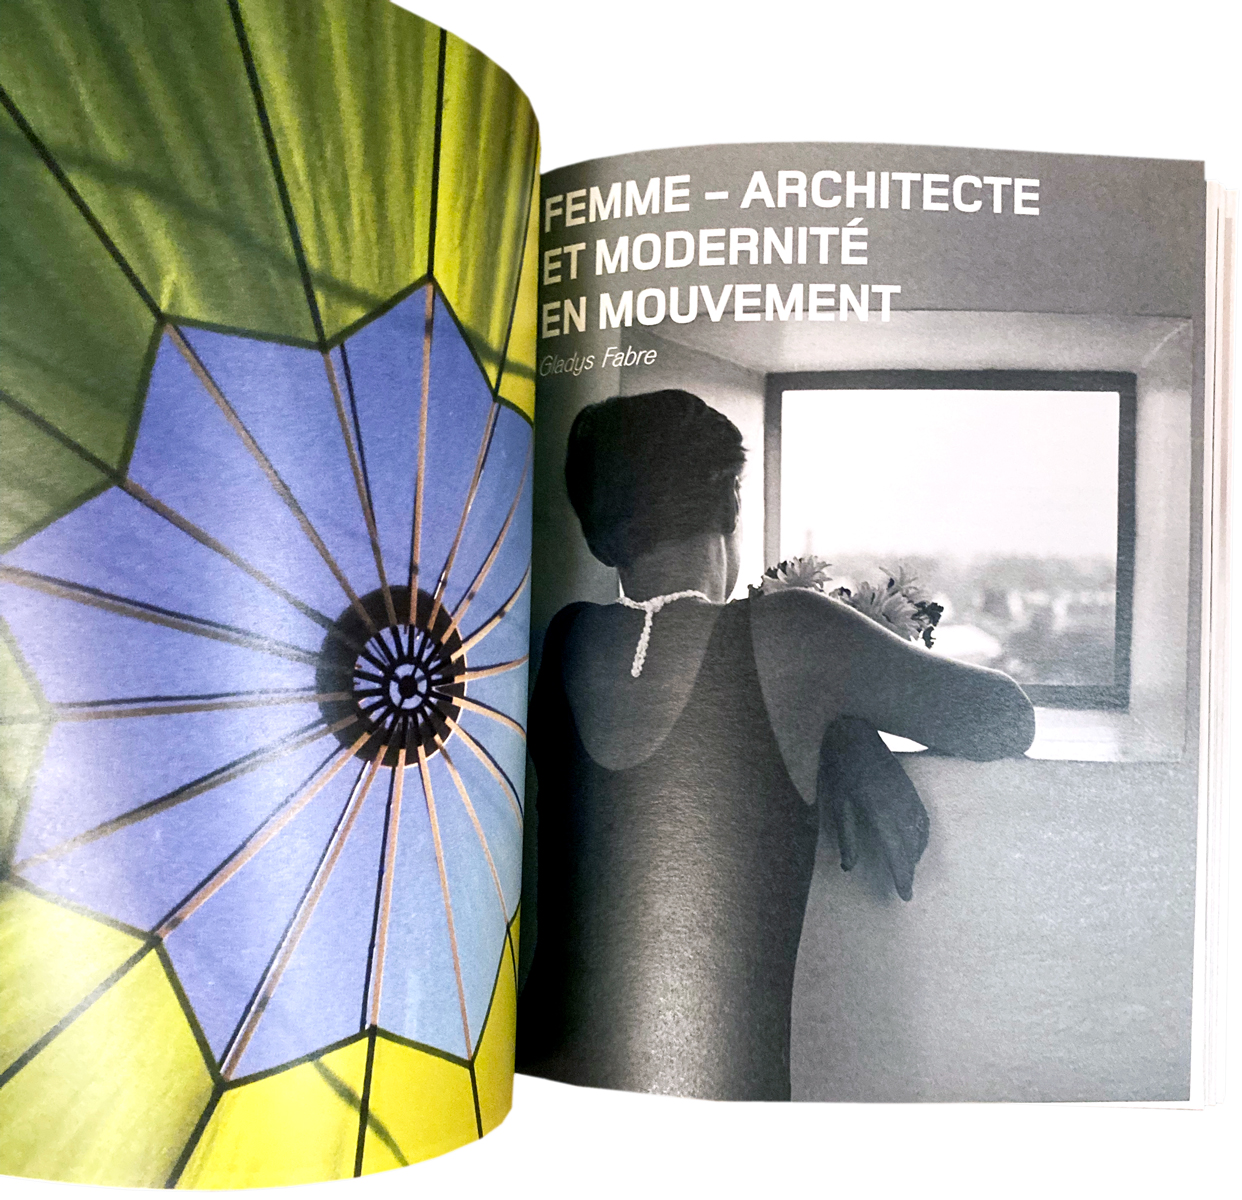 FEMME – ARCHITECTE
ET MODERNITÉ
EN MOUVEMENT
Gladys Fabre